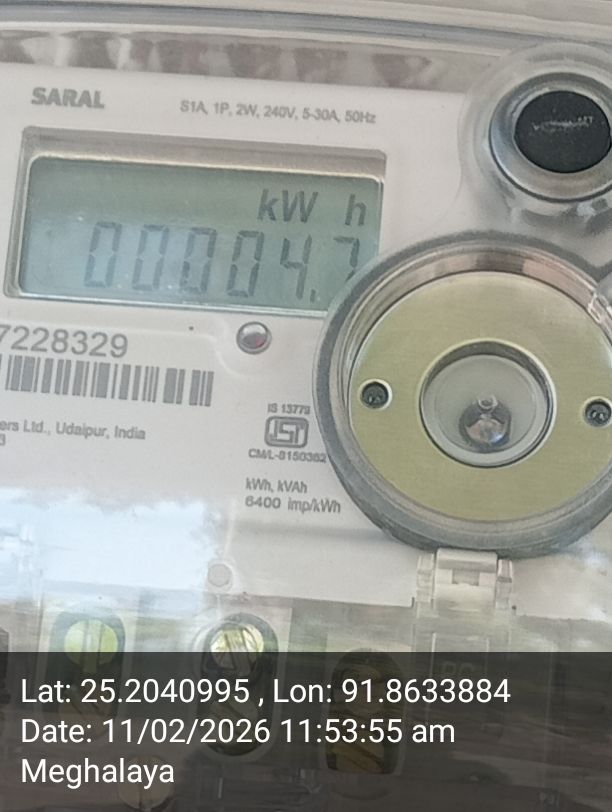 SARAL
S1A, 1P, 2W, 240V, 5-30A, 50Hz
kW h
00004.7
7228329
ers Ltd., Udaipur, India
3
IS 13779
ISI
CM/L-8150362
kWh, kVAh
6400 imp/kWh
Lat: 25.2040995 , Lon: 91.8633884
Date: 11/02/2026 11:53:55 am
Meghalaya